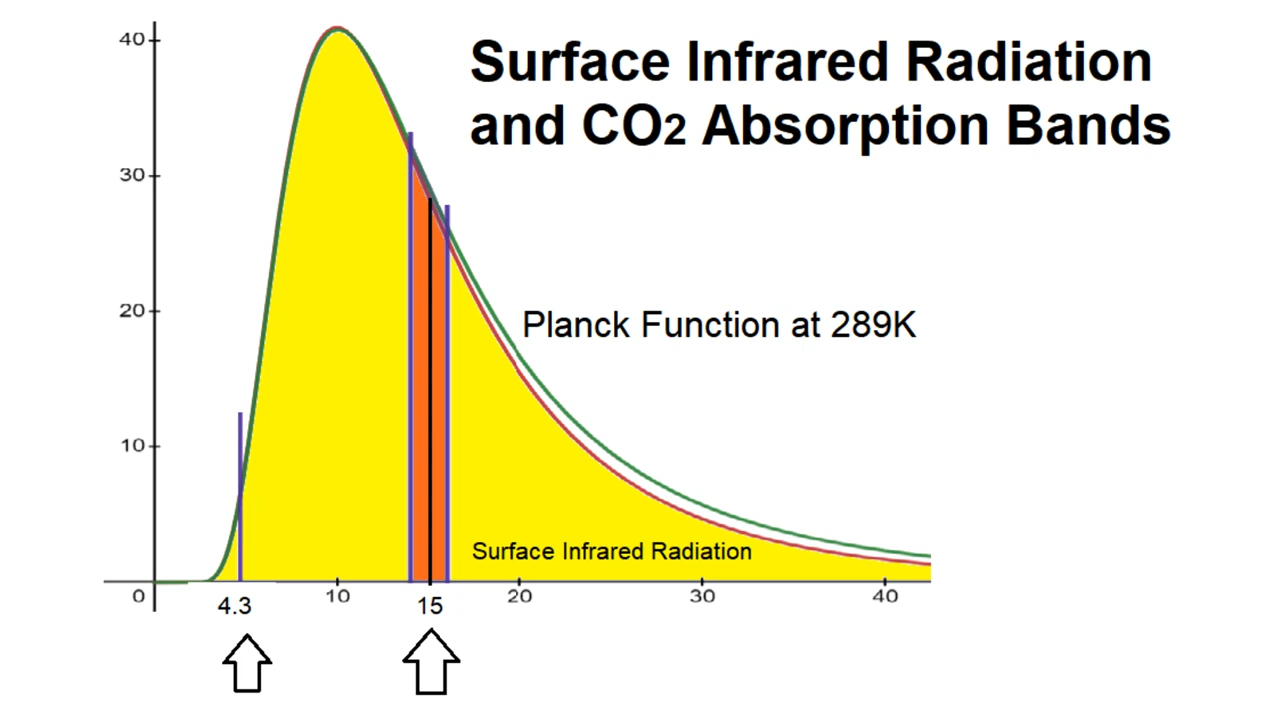 Surface Infrared Radiation
and CO2 Absorption Bands
40
30
20
10
Planck Function at 289K
Surface Infrared Radiation
0
4.3
10
15
20
30
40